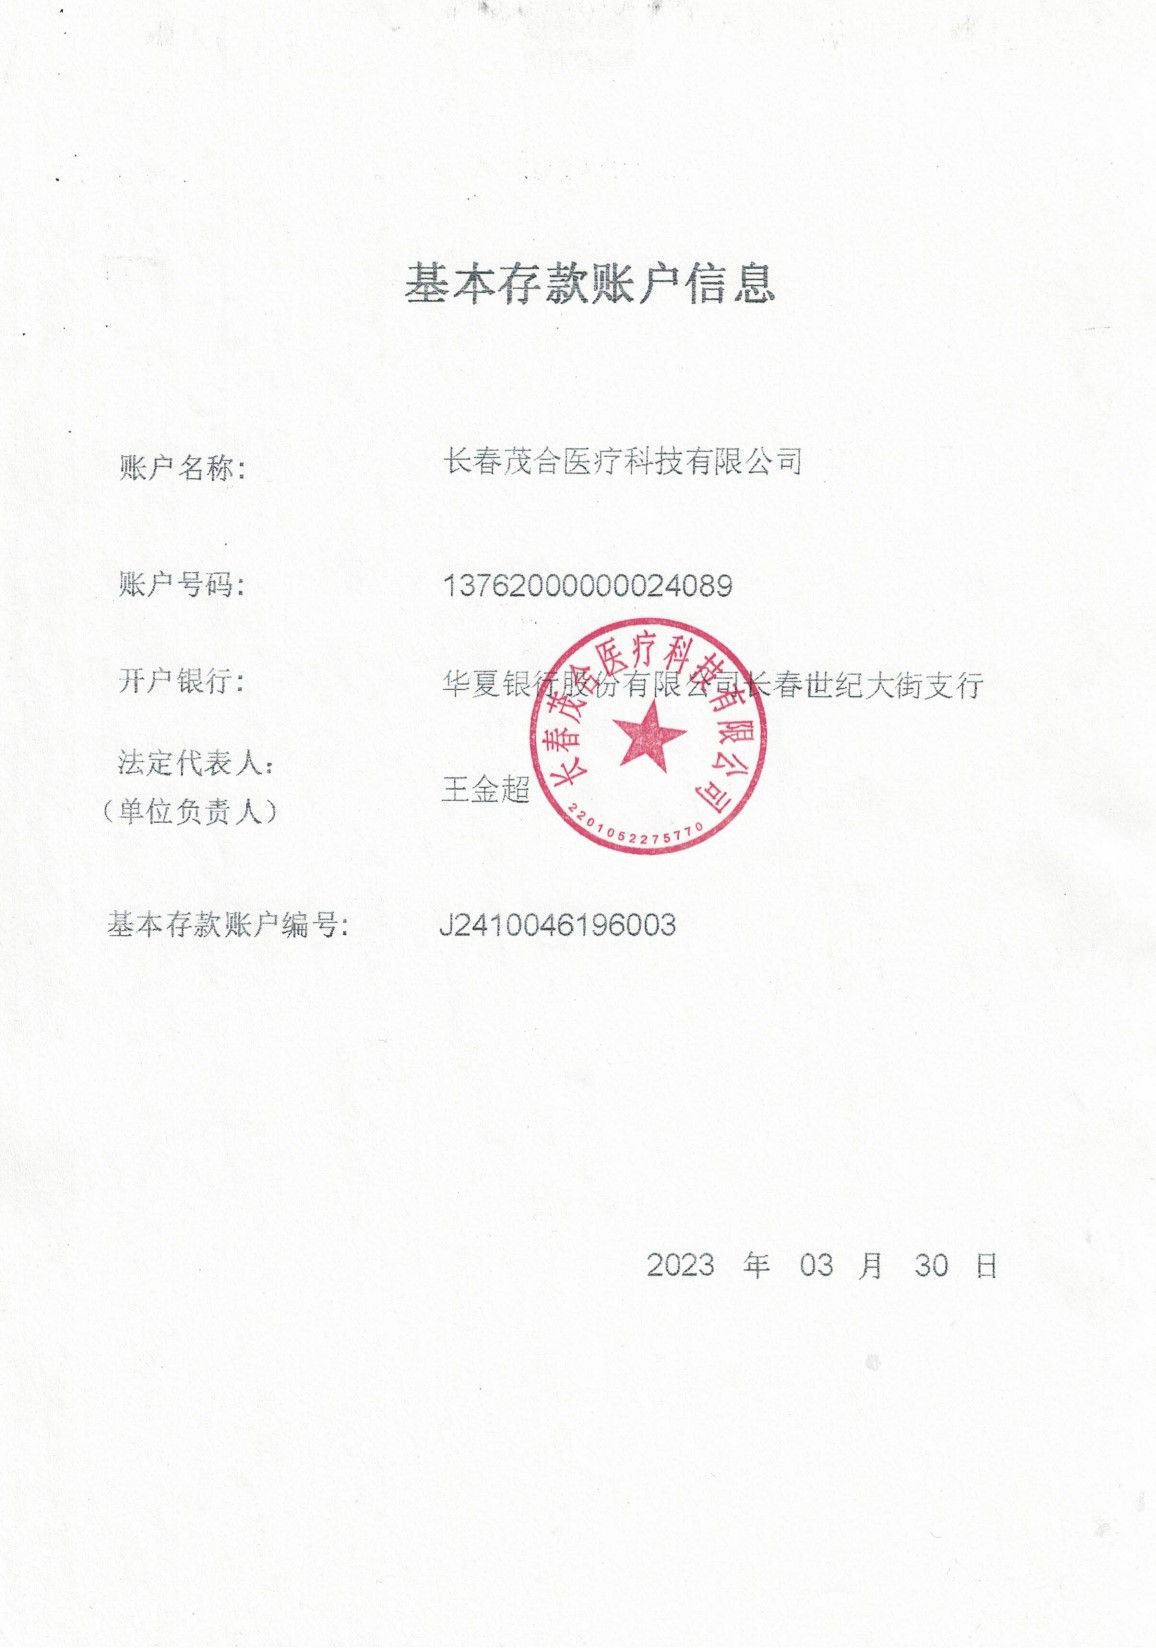 基本存款账户信息
账户名称： 长春茂合医疗科技有限公司
账户号码： 13762000000024089
开户银行： 华夏银行股份有限公司长春世纪大街支行
法定代表人：
（单位负责人） 王金超
长春茂合医疗科技有限公司
2201052275770
基本存款账户编号： J2410046196003
2023 年 03 月 30 日